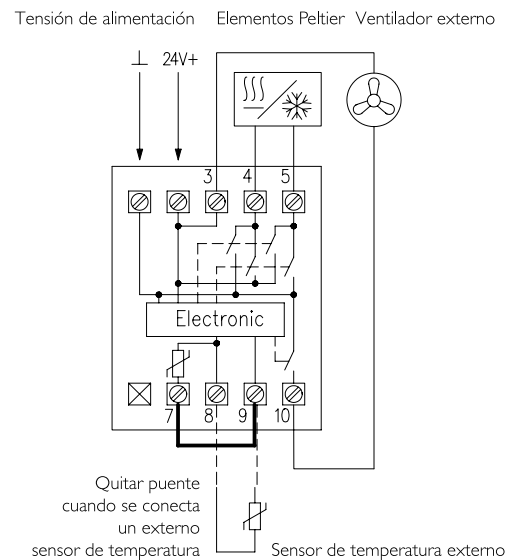 Tensión de alimentación
Elementos Peltier
Ventilador externo
⊥ 24V+
3 4 5
Electronic
7 8 9 10
Quitar puente
cuando se conecta
un externo
sensor de temperatura
Sensor de temperatura externo